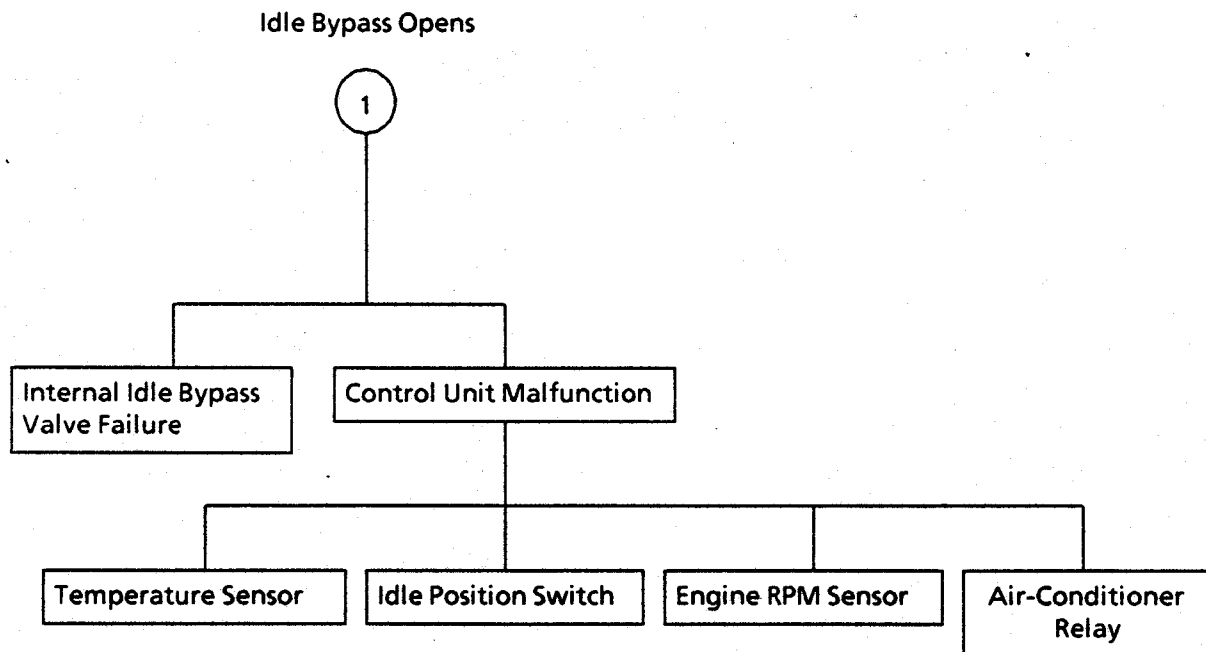 Idle Bypass Opens
1
Internal Idle Bypass
Valve Failure
Control Unit Malfunction
Temperature Sensor
Idle Position Switch
Engine RPM Sensor
Air-Conditioner
Relay